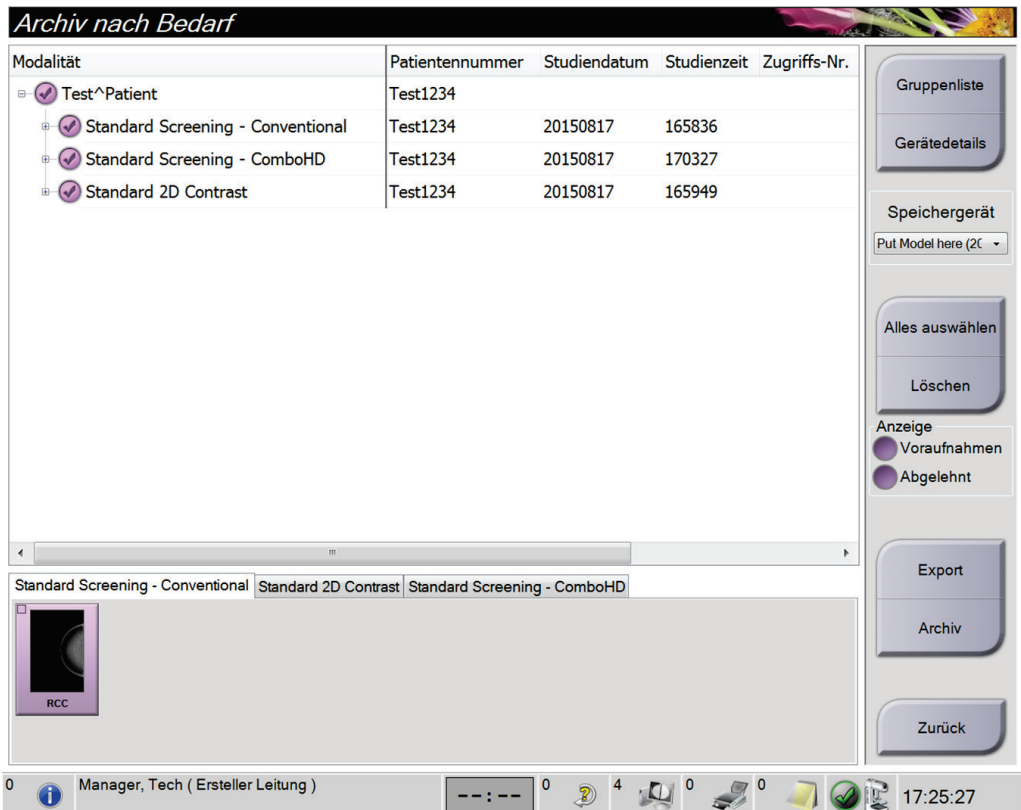 Archiv nach Bedarf
Modalität Patientennummer Studiendatum Studienzeit Zugriffs-Nr.
Test^Patient Test1234
Standard Screening - Conventional Test1234 20150817 165836
Standard Screening - ComboHD Test1234 20150817 170327
Standard 2D Contrast Test1234 20150817 165949
Gruppenliste
Gerätedetails
Speichergerät
Put Model here (20
Alles auswählen
Löschen
Anzeige
Voraufnahmen
Abgelehnt
Export
Archiv
Zurück
Standard Screening - Conventional Standard 2D Contrast Standard Screening - ComboHD
RCC
0 Manager, Tech ( Ersteller Leitung ) --:-- 0 4 0 0 17:25:27